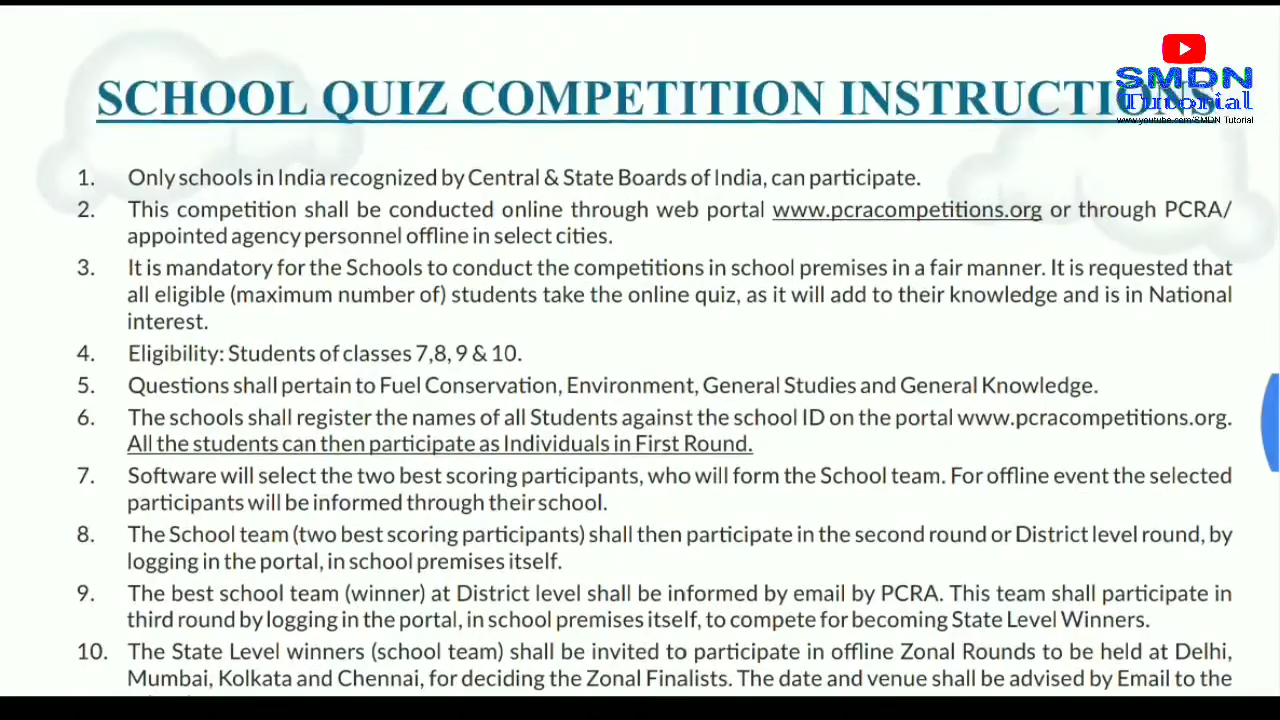 SMDN
Tutorial
www.youtube.com/SMDN Tutorial
SCHOOL QUIZ COMPETITION INSTRUCTIONS
1. Only schools in India recognized by Central & State Boards of India, can participate.
2. This competition shall be conducted online through web portal www.pcracompetitions.org or through PCRA/
appointed agency personnel offline in select cities.
3. It is mandatory for the Schools to conduct the competitions in school premises in a fair manner. It is requested that
all eligible (maximum number of) students take the online quiz, as it will add to their knowledge and is in National
interest.
4. Eligibility: Students of classes 7,8, 9 & 10.
5. Questions shall pertain to Fuel Conservation, Environment, General Studies and General Knowledge.
6. The schools shall register the names of all Students against the school ID on the portal www.pcracompetitions.org.
All the students can then participate as Individuals in First Round.
7. Software will select the two best scoring participants, who will form the School team. For offline event the selected
participants will be informed through their school.
8. The School team (two best scoring participants) shall then participate in the second round or District level round, by
logging in the portal, in school premises itself.
9. The best school team (winner) at District level shall be informed by email by PCRA. This team shall participate in
third round by logging in the portal, in school premises itself, to compete for becoming State Level Winners.
10. The State Level winners (school team) shall be invited to participate in offline Zonal Rounds to be held at Delhi,
Mumbai, Kolkata and Chennai, for deciding the Zonal Finalists. The date and venue shall be advised by Email to the